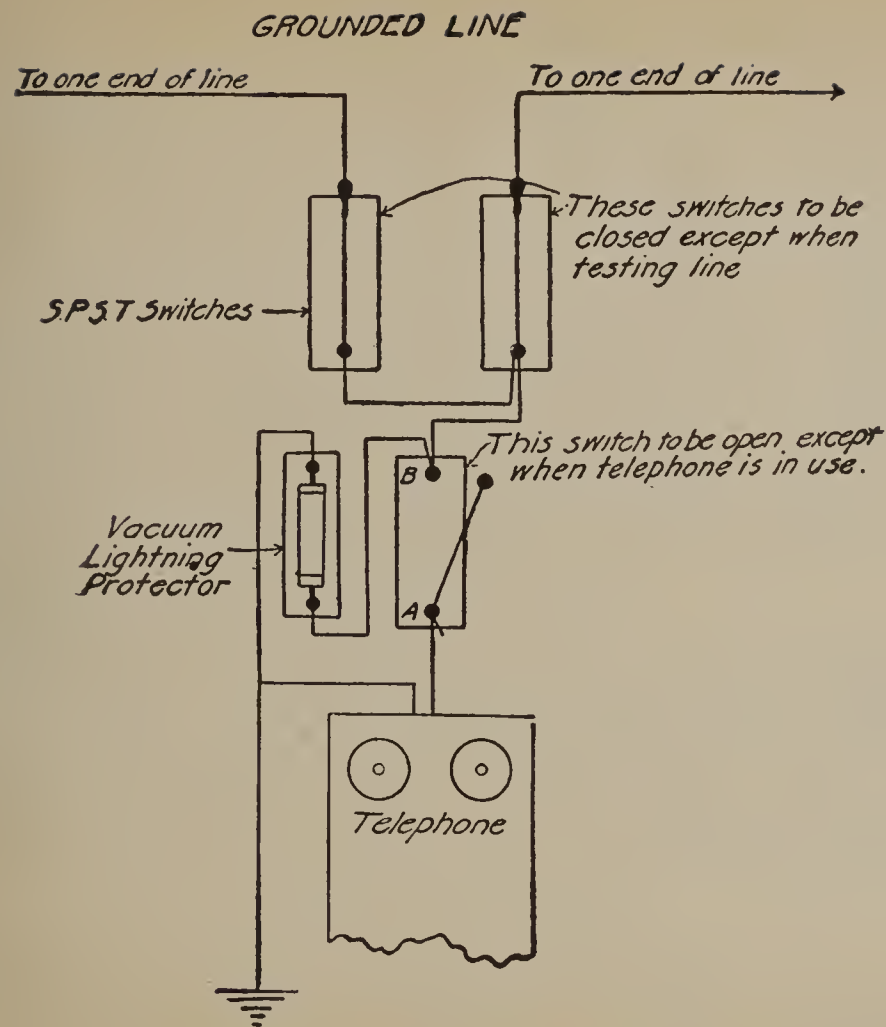 GROUNDED LINE
To one end of line
To one end of line
These switches to be
closed except when
testing line
S.P.S.T Switches
This switch to be open except
when telephone is in use.
B
Vacuum
Lightning
Protector
A
Telephone